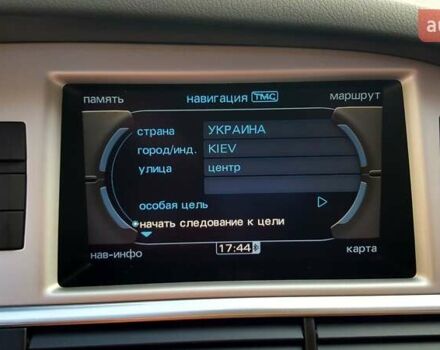 память навигация TMC маршрут
страна УКРАИНА
город/инд. KIEV
улица центр
особая цель
начать следование к цели
нав-инфо 17:44 карта